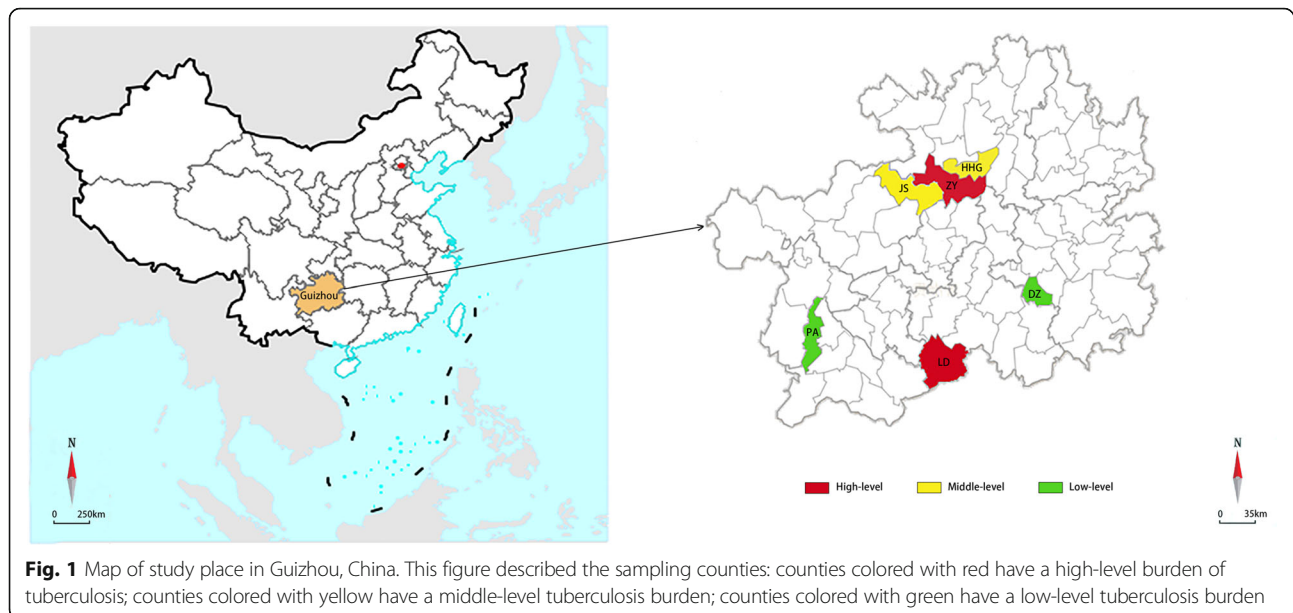 Guizhou
N
0 250km
HHG
JS ZY
DZ
PA
LD
High-level Middle-level Low-level
N
0 35km
Fig. 1 Map of study place in Guizhou, China. This figure described the sampling counties: counties colored with red have a high-level burden of
tuberculosis; counties colored with yellow have a middle-level tuberculosis burden; counties colored with green have a low-level tuberculosis burden